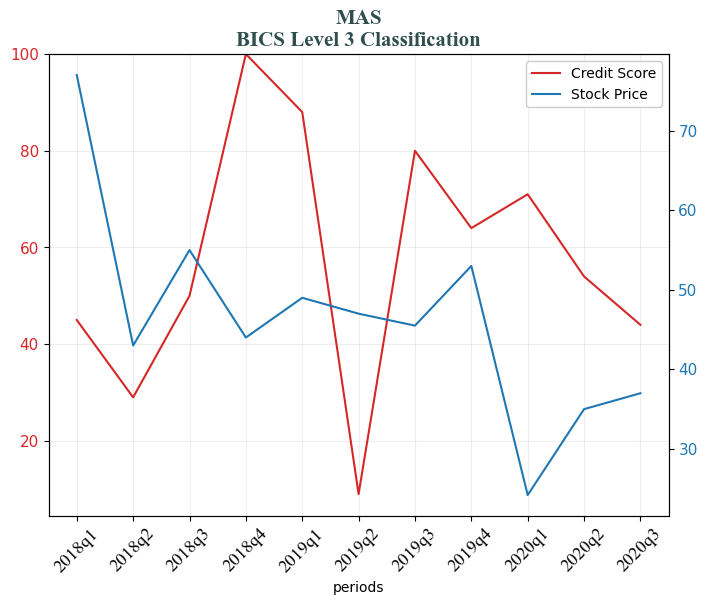 MAS
BICS Level 3 Classification
Credit Score
Stock Price
100
80
60
40
20
70
60
50
40
30
2018q1
2018q2
2018q3
2018q4
2019q1
2019q2
2019q3
2019q4
2020q1
2020q2
2020q3
periods